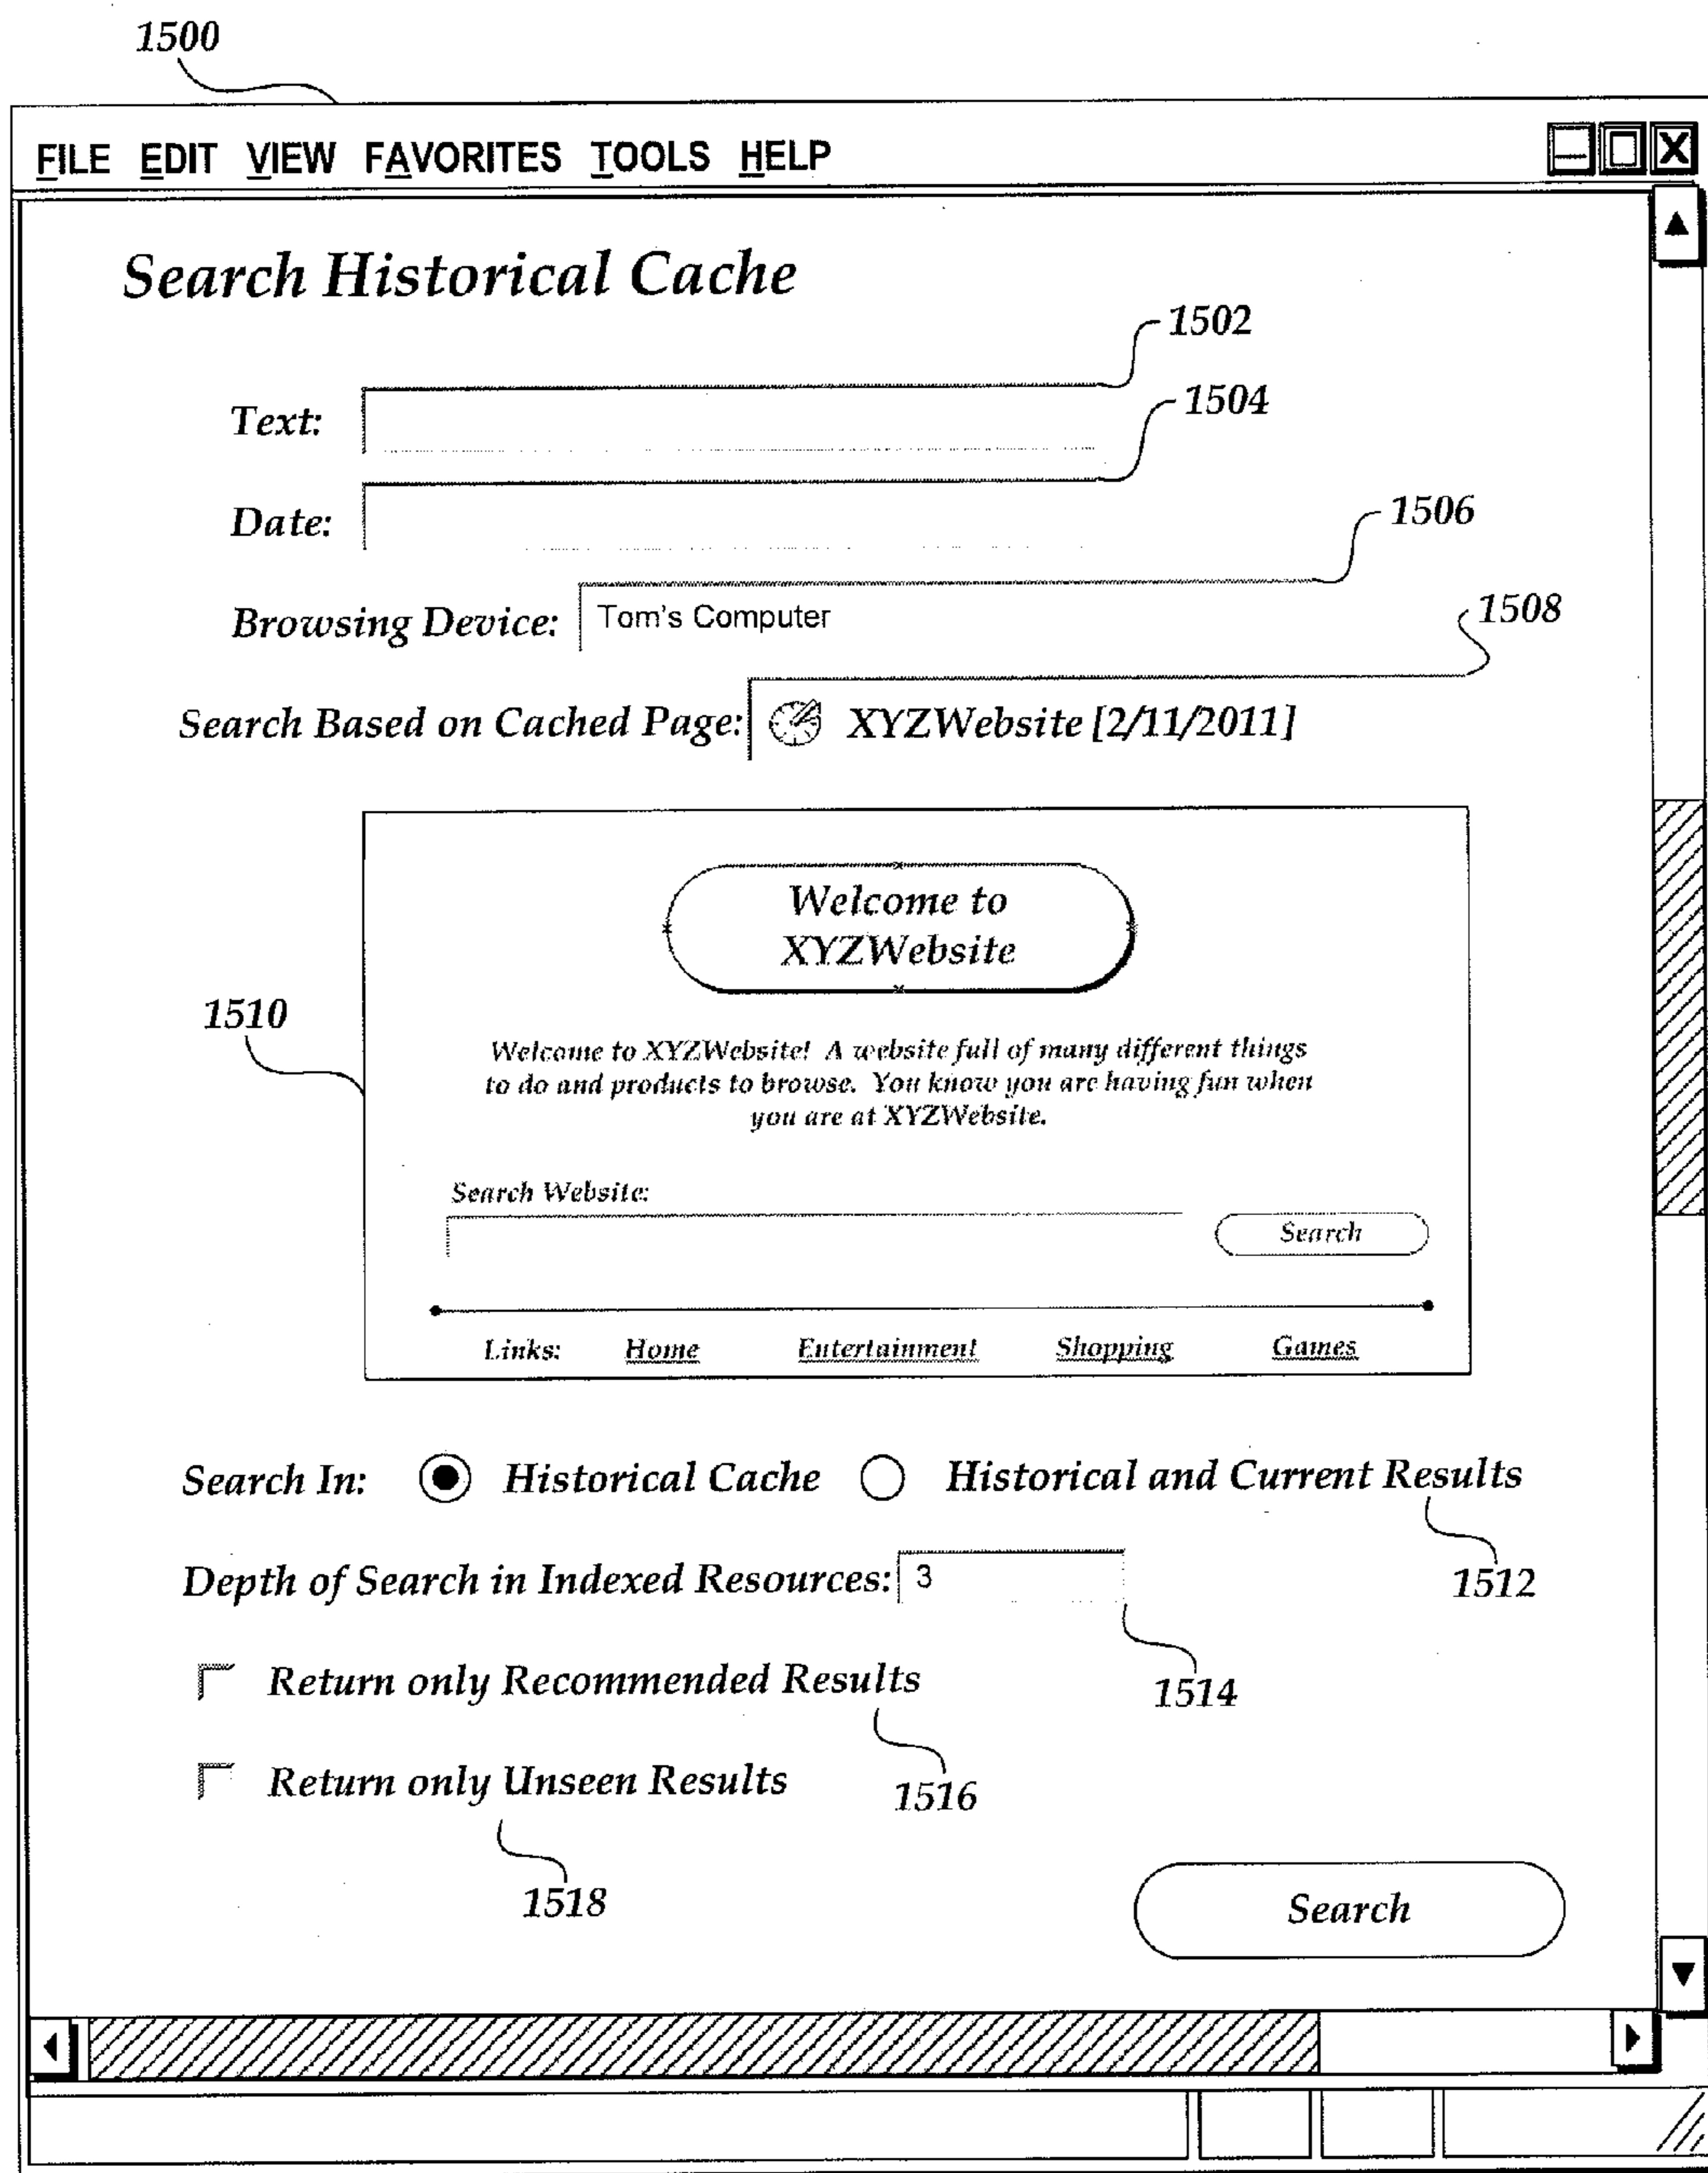 1500
FILE EDIT VIEW FAVORITES TOOLS HELP
Search Historical Cache
1502
Text:
1504
Date:
1506
Browsing Device: Tom's Computer
1508
Search Based on Cached Page: XYZWebsite [2/11/2011]
Welcome to
XYZWebsite
1510
Welcome to XYZWebsite! A website full of many different things
to do and products to browse. You know you are having fun when
you are at XYZWebsite.
Search Website:
Search
Links: Home Entertainment Shopping Games
Search In: Historical Cache Historical and Current Results
1512
Depth of Search in Indexed Resources: 3
1514
Return only Recommended Results
1516
Return only Unseen Results
1518
Search